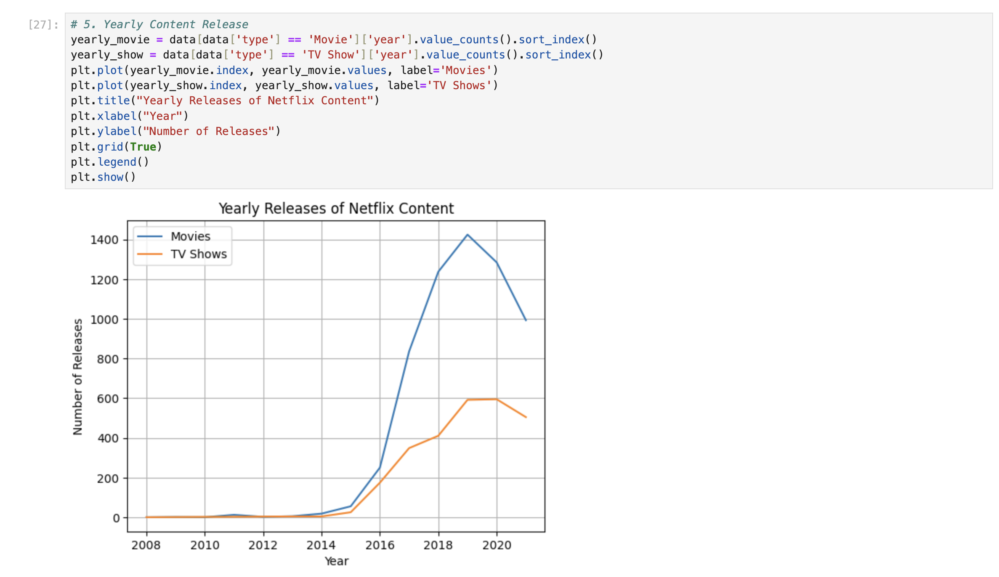 [27]:
# 5. Yearly Content Release
yearly_movie = data[data['type'] == 'Movie']['year'].value_counts().sort_index()
yearly_show = data[data['type'] == 'TV Show']['year'].value_counts().sort_index()
plt.plot(yearly_movie.index, yearly_movie.values, label='Movies')
plt.plot(yearly_show.index, yearly_show.values, label='TV Shows')
plt.title("Yearly Releases of Netflix Content")
plt.xlabel("Year")
plt.ylabel("Number of Releases")
plt.grid(True)
plt.legend()
plt.show()
Yearly Releases of Netflix Content
Movies
TV Shows
1400
1200
1000
800
600
400
200
0
Number of Releases
2008 2010 2012 2014 2016 2018 2020
Year